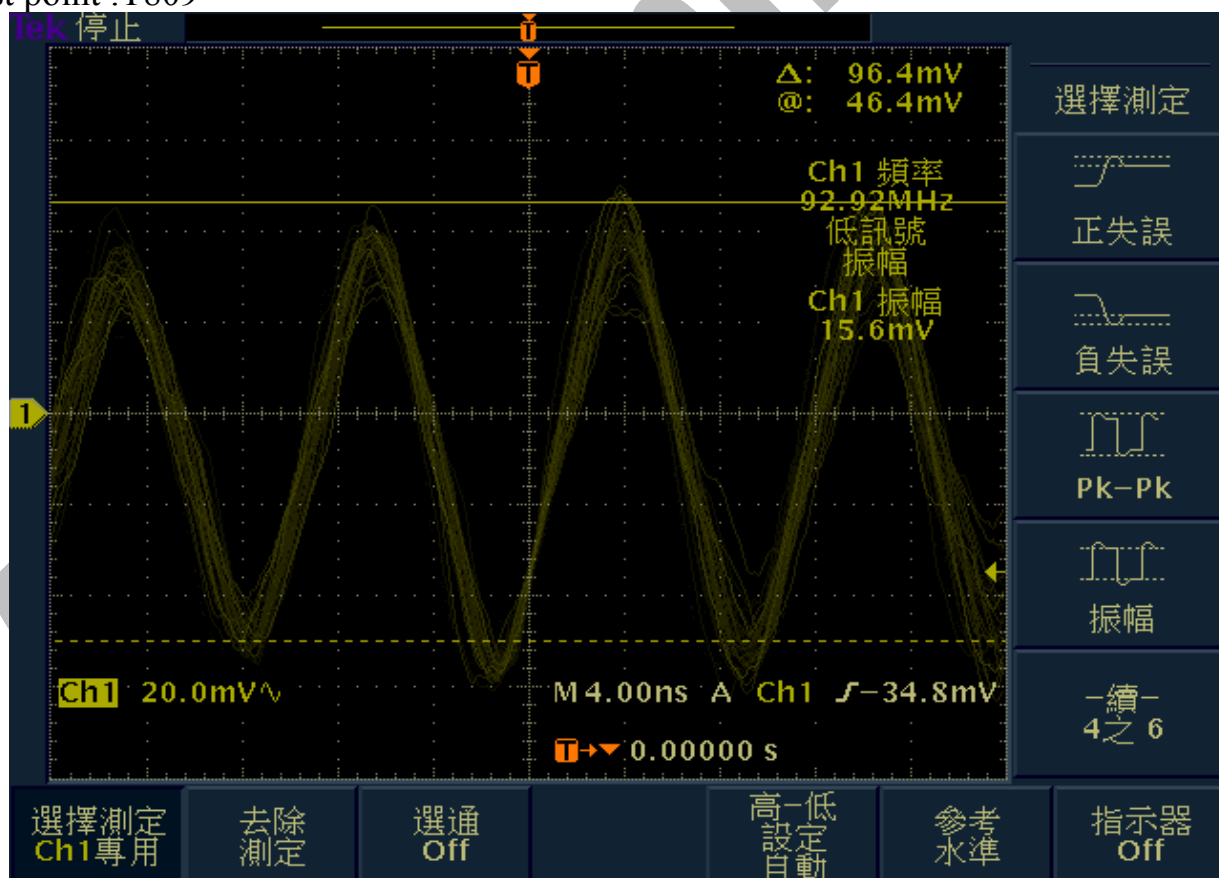 st point : P809
Tek 停止
Δ: 96.4mV
@: 46.4mV
Ch1 頻率
92.92MHz
低訊號
振幅
Ch1 振幅
15.6mV
1
Ch1 20.0mV∿
M 4.00ns A Ch1 -34.8mV
T→▼ 0.00000 s
選擇測定
正失誤
負失誤
Pk-Pk
振幅
-續-
4之 6
選擇測定
Ch1專用
去除
測定
選通
Off
高-低
設定
自動
參考
水準
指示器
Off